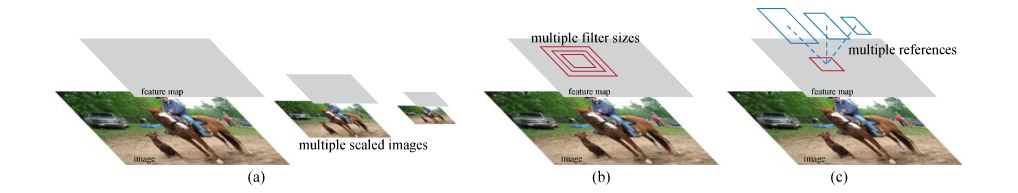 feature map
image
multiple scaled images
(a)
multiple filter sizes
feature map
image
(b)
multiple references
feature map
image
(c)